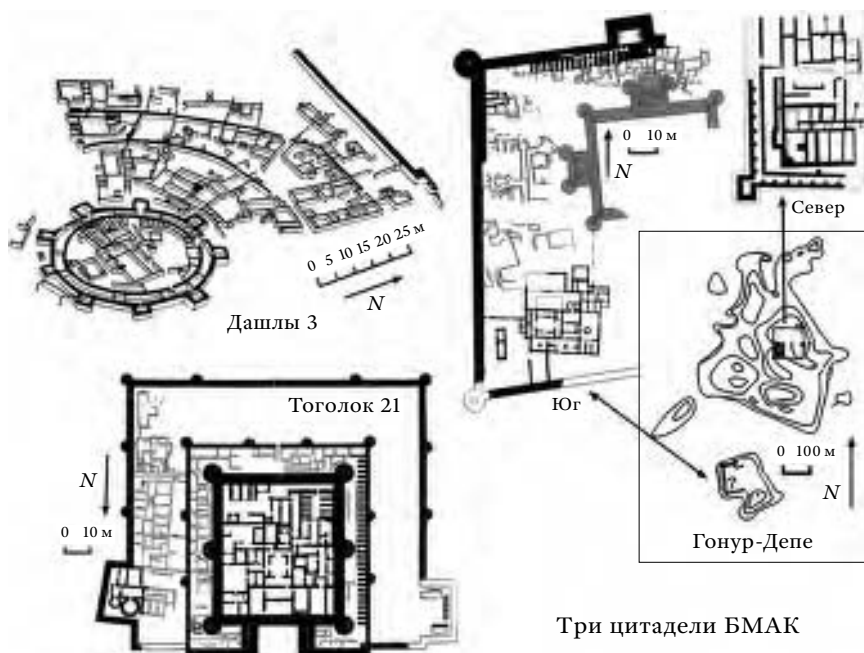 0 5 10 15 20 25 м
N
Дашлы 3
0 10 м
N
Север
Юг
0 100 м
N
Гонур-Депе
Тоголок 21
N
0 10 м
Три цитадели БМАК